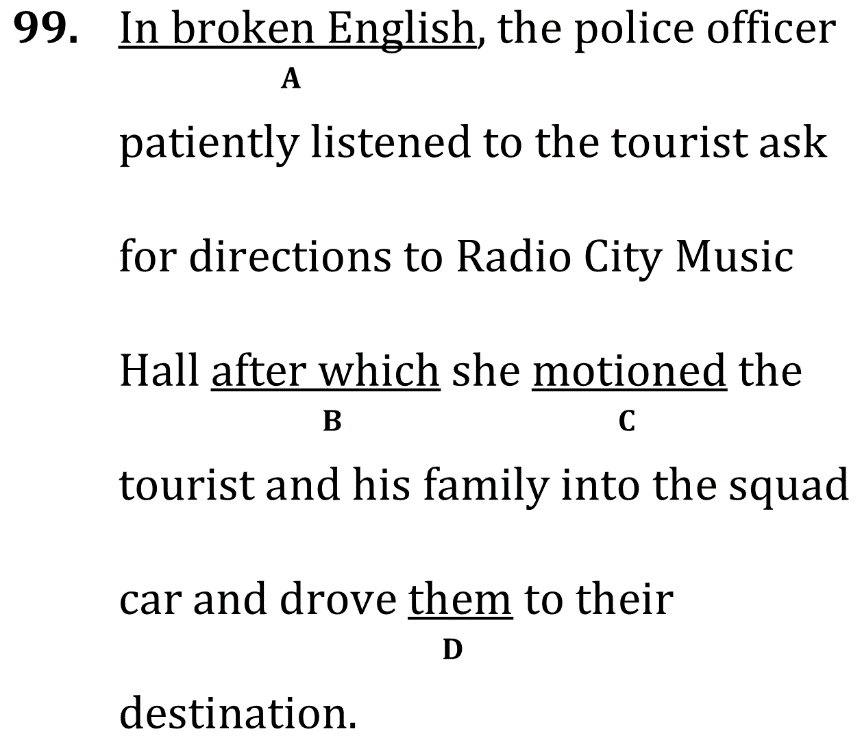 99. In broken English, the police officer
A
patiently listened to the tourist ask
for directions to Radio City Music
Hall after which she motioned the
B C
tourist and his family into the squad
car and drove them to their
D
destination.